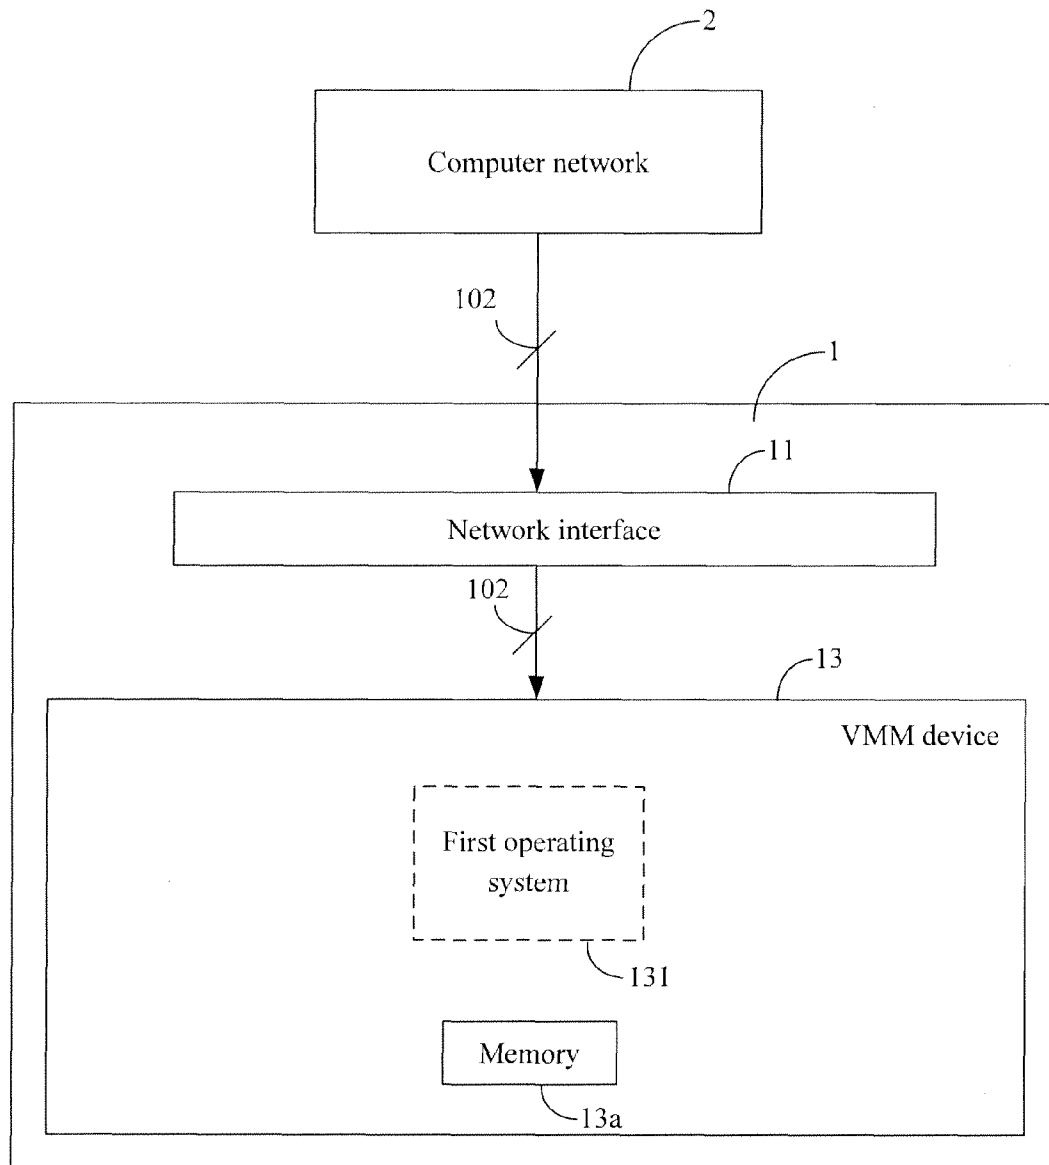 2
Computer network
102
1
11
Network interface
102
13
VMM device
First operating
system
131
Memory
13a